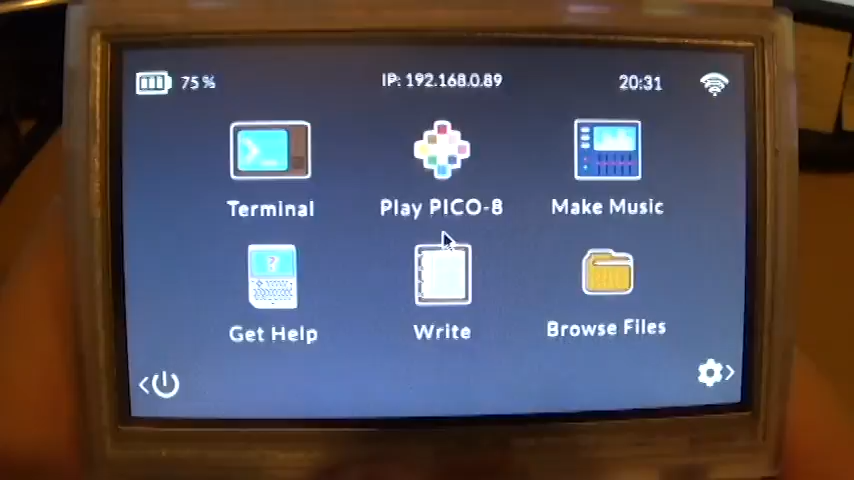 75% IP: 192.168.0.89 20:31
Terminal Play PICO-8 Make Music
?
Get Help Write Browse Files